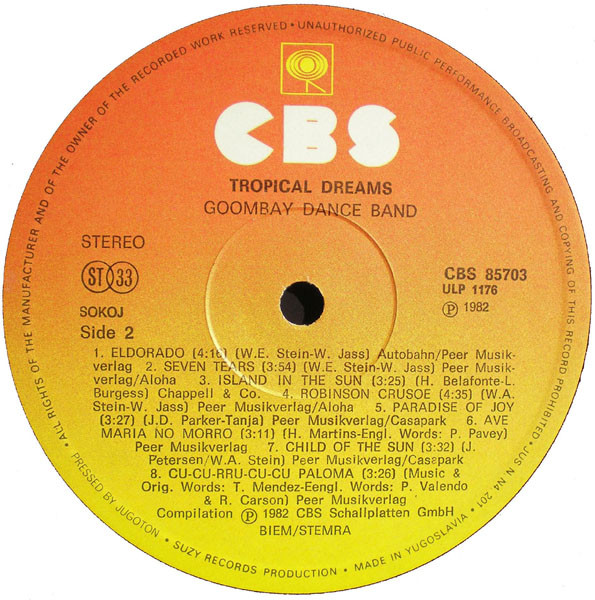 • ALL RIGHTS OF THE MANUFACTURER AND OF THE OWNER OF THE RECORDED WORK RESERVED • UNAUTHORIZED PUBLIC PERFORMANCE BROADCASTING AND COPYING OF THIS RECORD PROHIBITED •
CBS
TROPICAL DREAMS
GOOMBAY DANCE BAND
STEREO
ST 33
SOKOJ
Side 2
CBS 85703
ULP 1176
Ⓟ 1982
1. ELDORADO (4:16) (W.E. Stein-W. Jass) Autobahn/Peer Musik-
verlag 2. SEVEN TEARS (3:54) (W.E. Stein-W. Jass) Peer Musik-
verlag/Aloha 3. ISLAND IN THE SUN (3:25) (H. Belafonte-L.
Burgess) Chappell & Co. 4. ROBINSON CRUSOE (4:35) (W.A.
Stein-W. Jass) Peer Musikverlag/Aloha 5. PARADISE OF JOY
(3:27) (J.D. Parker-Tanja) Peer Musikverlag/Casapark 6. AVE
MARIA NO MORRO (3:11) (H. Martins-Engl. Words: P. Pavey)
Peer Musikverlag 7. CHILD OF THE SUN (3:32) (J.
Petersen/W.A. Stein) Peer Musikverlag/Casepark
8. CU-CU-RRU-CU-CU PALOMA (3:26) (Music &
Orig. Words: T. Mendez-Eengl. Words: P. Valendo
& R. Carson) Peer Musikverlag
Compilation Ⓟ 1982 CBS Schallplatten GmbH
BIEM/STEMRA
PRESSED BY JUGOTON • SUZY RECORDS PRODUCTION • MADE IN YUGOSLAVIA • JUS N N4 201